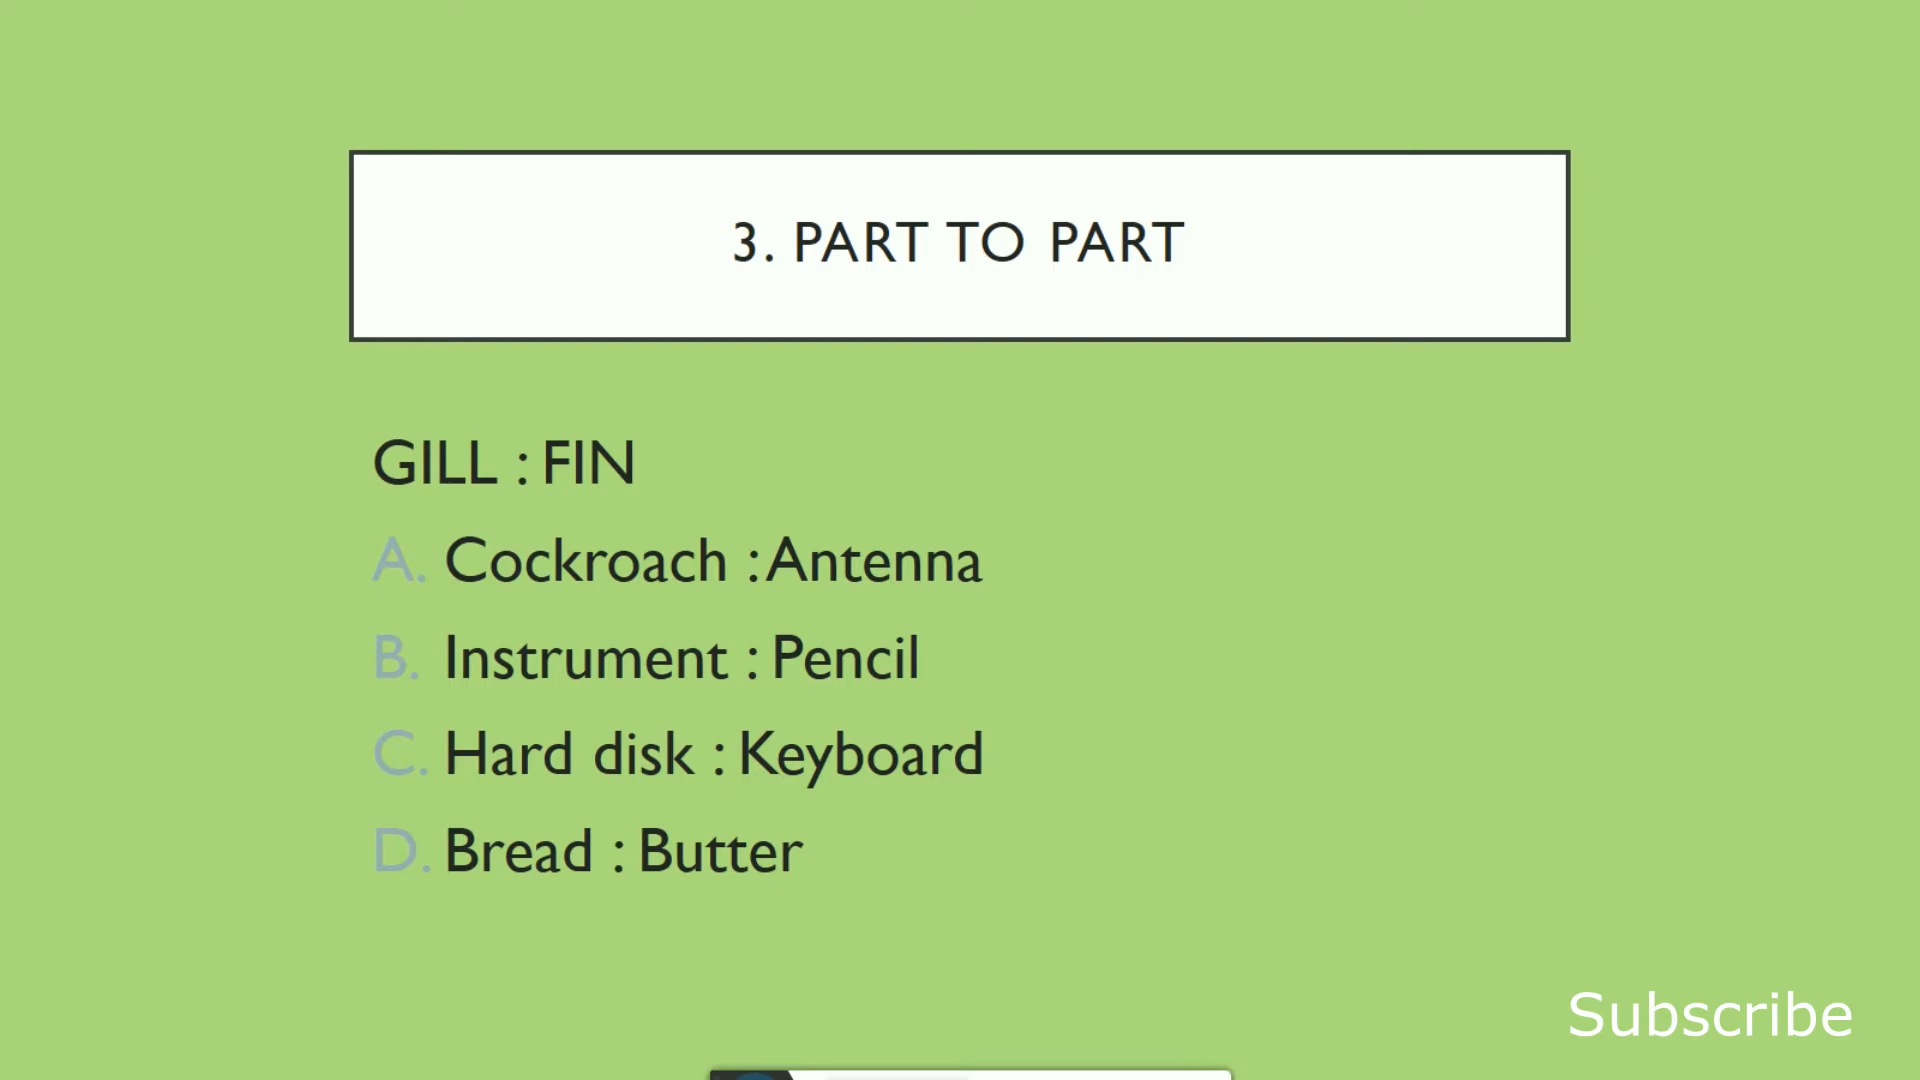 3. PART TO PART
GILL : FIN
A. Cockroach : Antenna
B. Instrument : Pencil
C. Hard disk : Keyboard
D. Bread : Butter
Subscribe